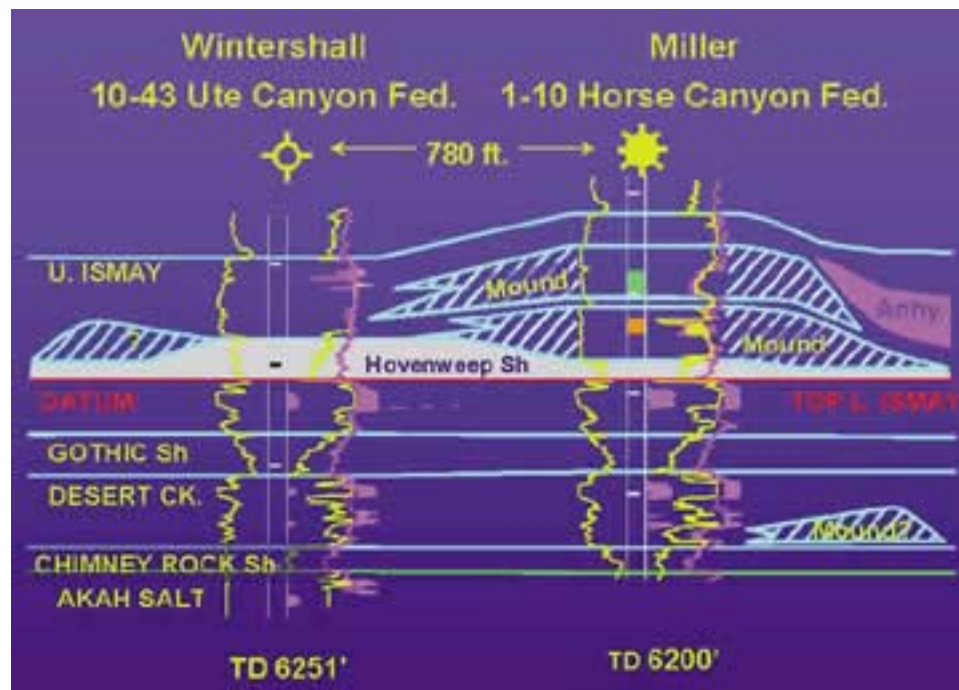 Wintershall
10-43 Ute Canyon Fed.
Miller
1-10 Horse Canyon Fed.
780 ft.
U. ISMAY
Mound
Anhy.
?
Mound
Hovenweep Sh
DATUM
TOP L. ISMAY
GOTHIC Sh
DESERT CK.
Mound?
CHIMNEY ROCK Sh
AKAH SALT
TD 6251'
TD 6200'